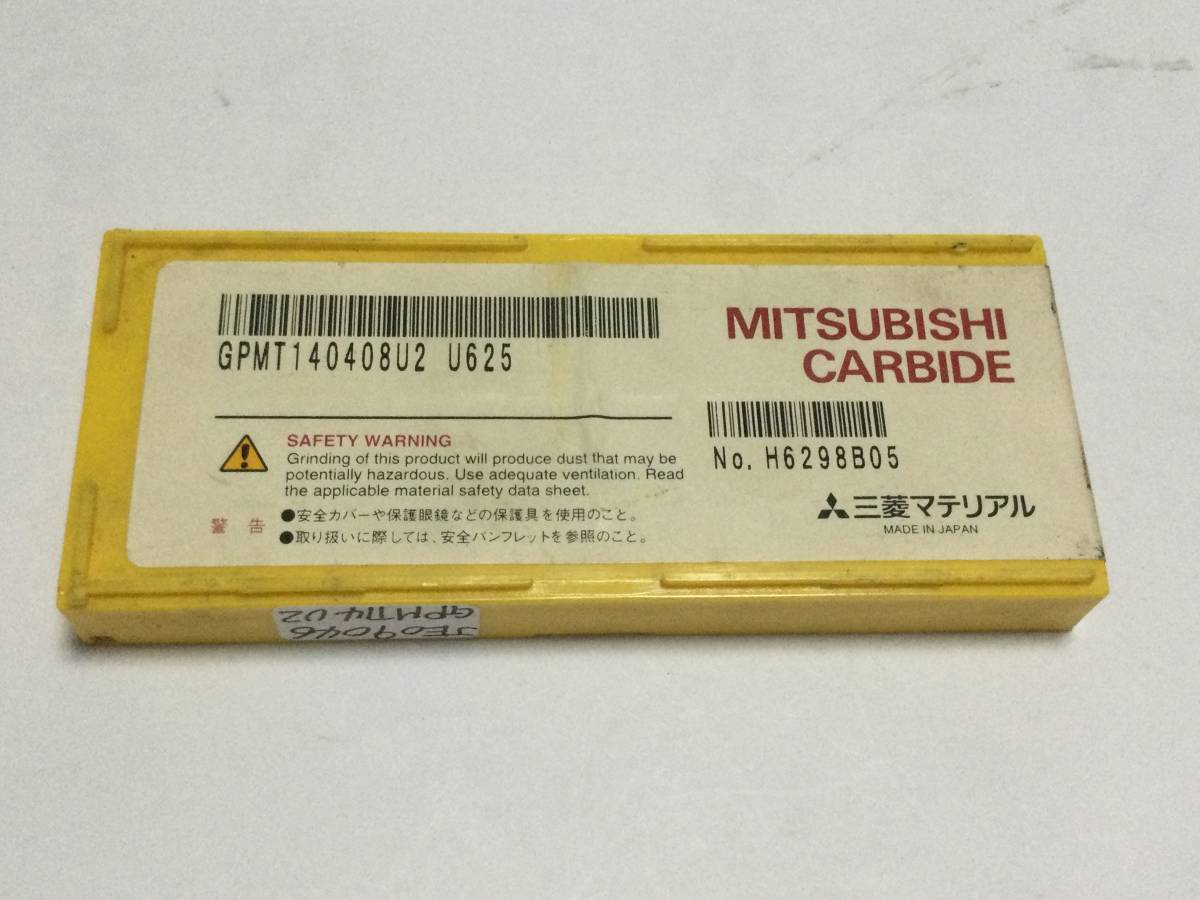 GPMT140408U2 U625
MITSUBISHI
CARBIDE
SAFETY WARNING
Grinding of this product will produce dust that may be
potentially hazardous. Use adequate ventilation. Read
the applicable material safety data sheet.
警告
●安全カバーや保護眼鏡などの保護具を使用のこと。
●取り扱いに際しては、安全パンフレットを参照のこと。
No. H6298B05
三菱マテリアル
MADE IN JAPAN
JE09046
GPMT14 U2